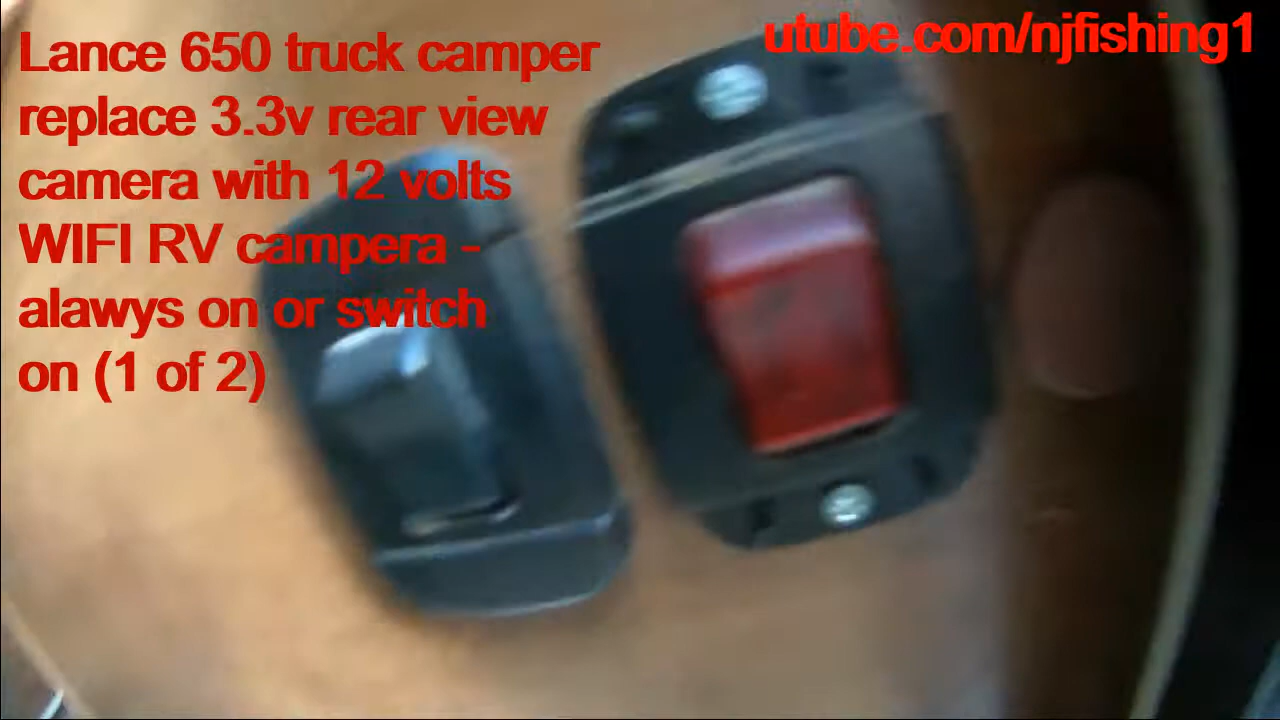 Lance 650 truck camper
replace 3.3v rear view
camera with 12 volts
WIFI RV campera -
alawys on or switch
on (1 of 2)
utube.com/njfishing1